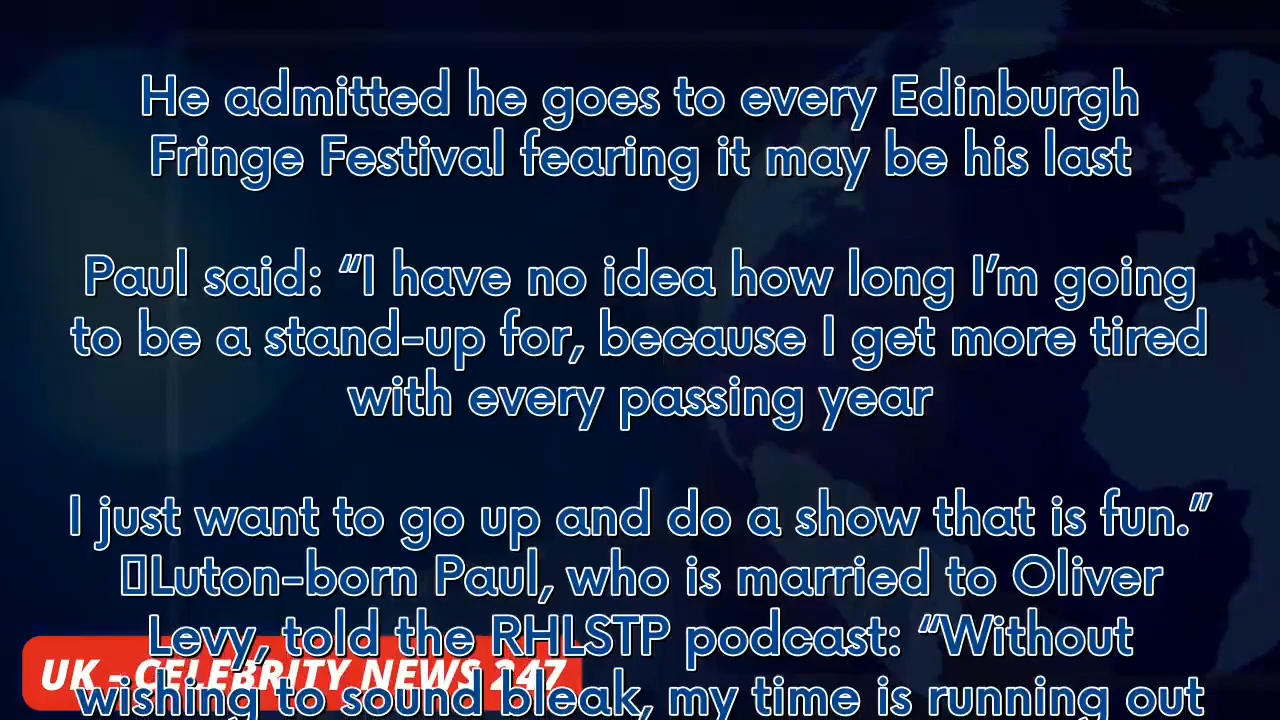 He admitted he goes to every Edinburgh
Fringe Festival fearing it may be his last
Paul said: “I have no idea how long I’m going
to be a stand-up for, because I get more tired
with every passing year
I just want to go up and do a show that is fun.”
Luton-born Paul, who is married to Oliver
Levy, told the RHLSTP podcast: “Without
UK - CELEBRITY NEWS 247
wishing to sound bleak, my time is running out